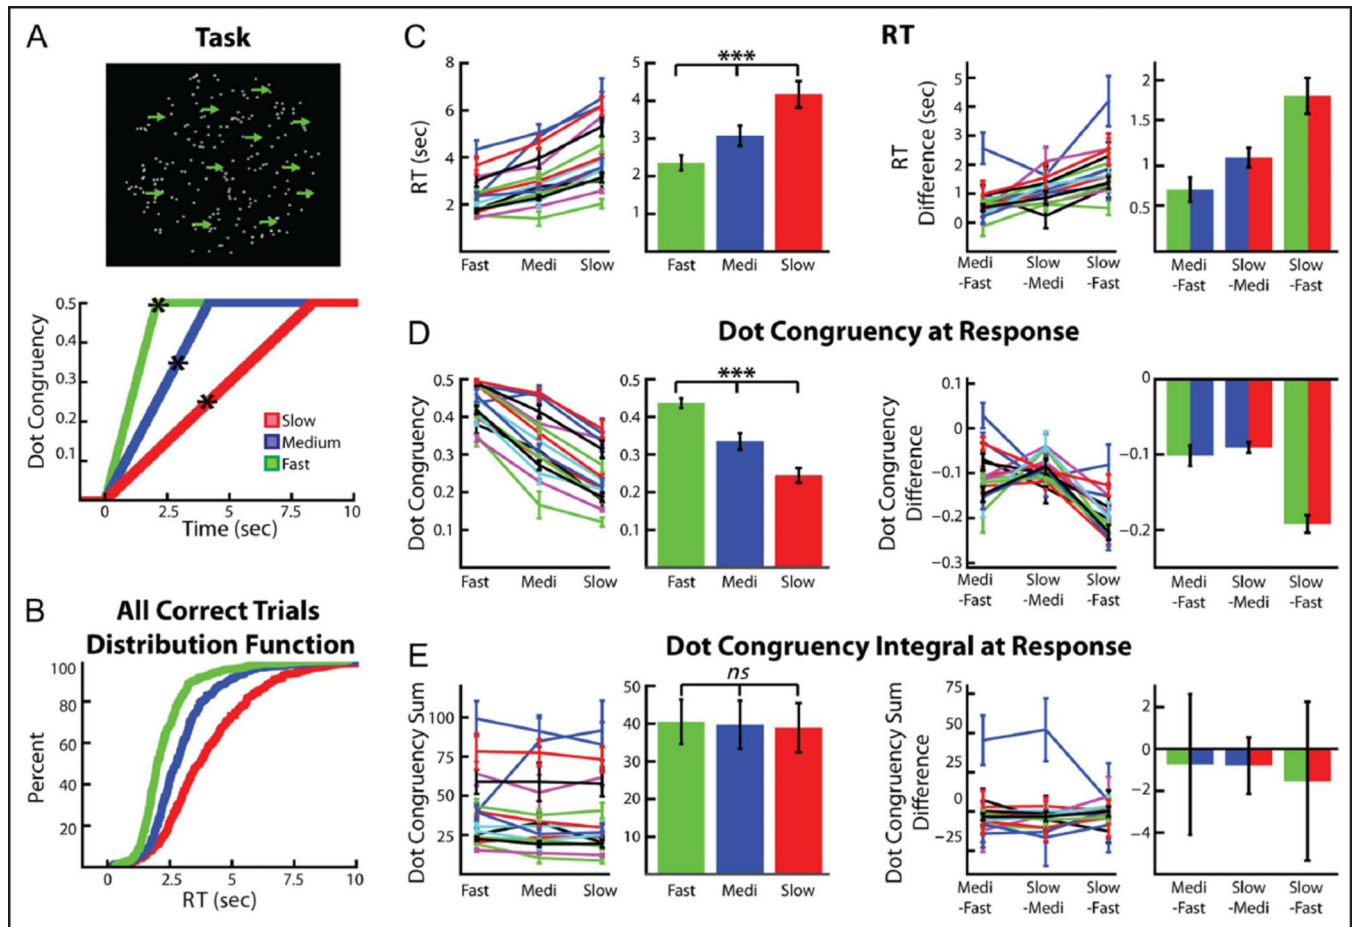 A
Task
0.5
0.4
0.3
0.2
0.1
Dot Congruency
Slow
Medium
Fast
0
2.5
5
7.5
10
Time (sec)
B
All Correct Trials
Distribution Function
100
80
60
40
20
Percent
0
2.5
5
7.5
10
RT (sec)
C
RT
8
6
4
2
RT (sec)
Fast
Medi
Slow
***
5
4
3
2
1
Fast
Medi
Slow
5
4
3
2
1
0
RT
Difference (sec)
Medi
-Fast
Slow
-Medi
Slow
-Fast
2
1.5
1
0.5
Medi
-Fast
Slow
-Medi
Slow
-Fast
D
Dot Congruency at Response
0.5
0.4
0.3
0.2
0.1
Dot Congruency
Fast
Medi
Slow
***
0.5
0.4
0.3
0.2
0.1
Fast
Medi
Slow
0.1
0
−0.1
−0.2
−0.3
Dot Congruency
Difference
Medi
-Fast
Slow
-Medi
Slow
-Fast
0
−0.1
−0.2
Medi
-Fast
Slow
-Medi
Slow
-Fast
E
Dot Congruency Integral at Response
100
75
50
25
Dot Congruency Sum
Fast
Medi
Slow
ns
50
40
30
20
10
Fast
Medi
Slow
75
50
25
0
−25
Dot Congruency Sum
Difference
Medi
-Fast
Slow
-Medi
Slow
-Fast
2
0
−2
−4
Medi
-Fast
Slow
-Medi
Slow
-Fast